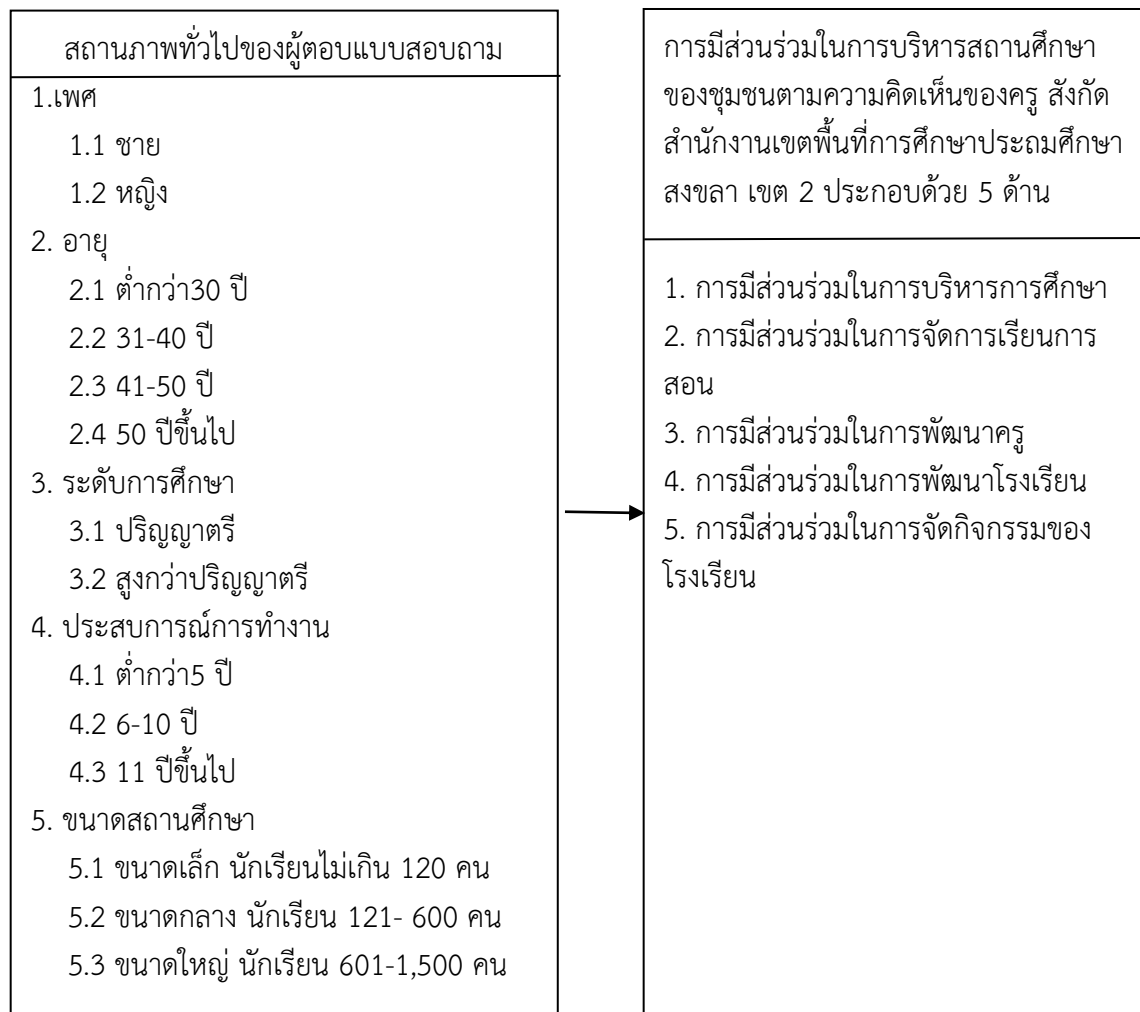 สถานภาพทั่วไปของผู้ตอบแบบสอบถาม
1.เพศ
1.1 ชาย
1.2 หญิง
2. อายุ
2.1 ต่ำกว่า30 ปี
2.2 31-40 ปี
2.3 41-50 ปี
2.4 50 ปีขึ้นไป
3. ระดับการศึกษา
3.1 ปริญญาตรี
3.2 สูงกว่าปริญญาตรี
4. ประสบการณ์การทำงาน
4.1 ต่ำกว่า5 ปี
4.2 6-10 ปี
4.3 11 ปีขึ้นไป
5. ขนาดสถานศึกษา
5.1 ขนาดเล็ก นักเรียนไม่เกิน 120 คน
5.2 ขนาดกลาง นักเรียน 121- 600 คน
5.3 ขนาดใหญ่ นักเรียน 601-1,500 คน
การมีส่วนร่วมในการบริหารสถานศึกษา
ของชุมชนตามความคิดเห็นของครู สังกัด
สำนักงานเขตพื้นที่การศึกษาประถมศึกษา
สงขลา เขต 2 ประกอบด้วย 5 ด้าน
1. การมีส่วนร่วมในการบริหารการศึกษา
2. การมีส่วนร่วมในการจัดการเรียนการ
สอน
3. การมีส่วนร่วมในการพัฒนาครู
4. การมีส่วนร่วมในการพัฒนาโรงเรียน
5. การมีส่วนร่วมในการจัดกิจกรรมของ
โรงเรียน